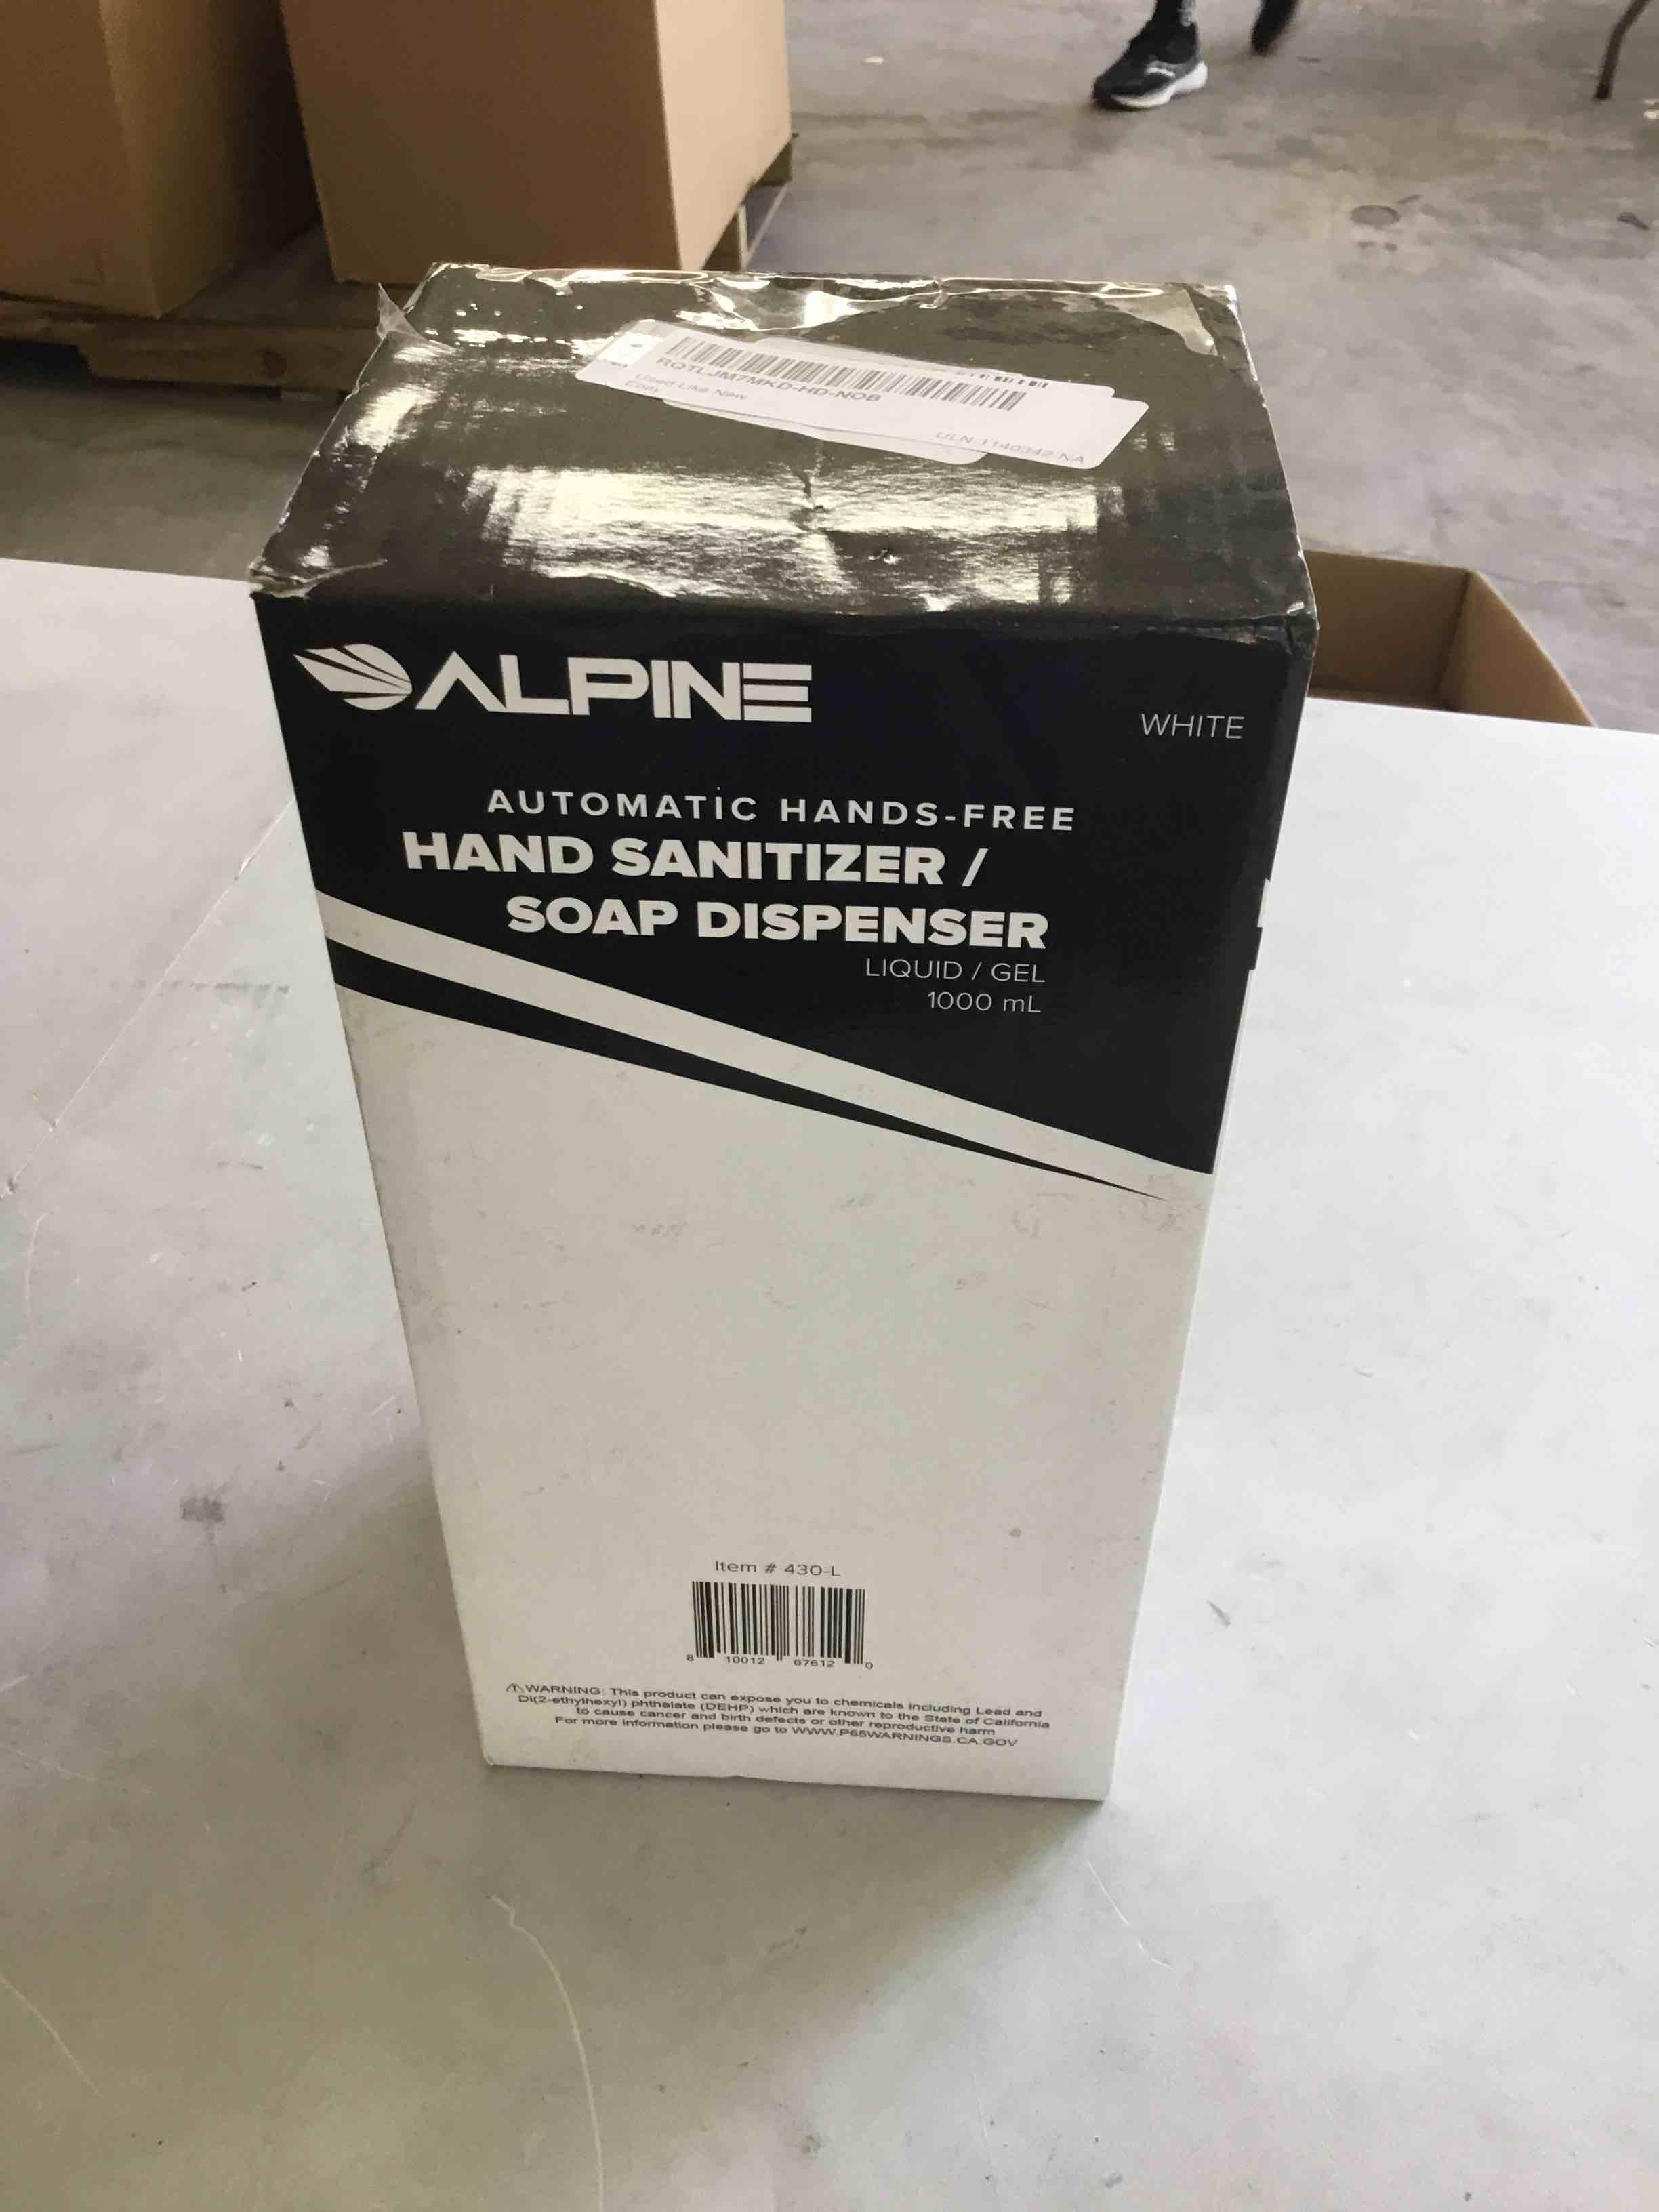 RQTLJM7MKD-HD-NOB
Used Like New
Ebay
ULN-1140342-NA
ALPINE
WHITE
AUTOMATIC HANDS-FREE
HAND SANITIZER /
SOAP DISPENSER
LIQUID / GEL
1000 mL
Item # 430-L
8 10012 67612 0
⚠WARNING: This product can expose you to chemicals including Lead and
Di(2-ethylhexyl) phthalate (DEHP) which are known to the State of California
to cause cancer and birth defects or other reproductive harm
For more information please go to WWW.P65WARNINGS.CA.GOV